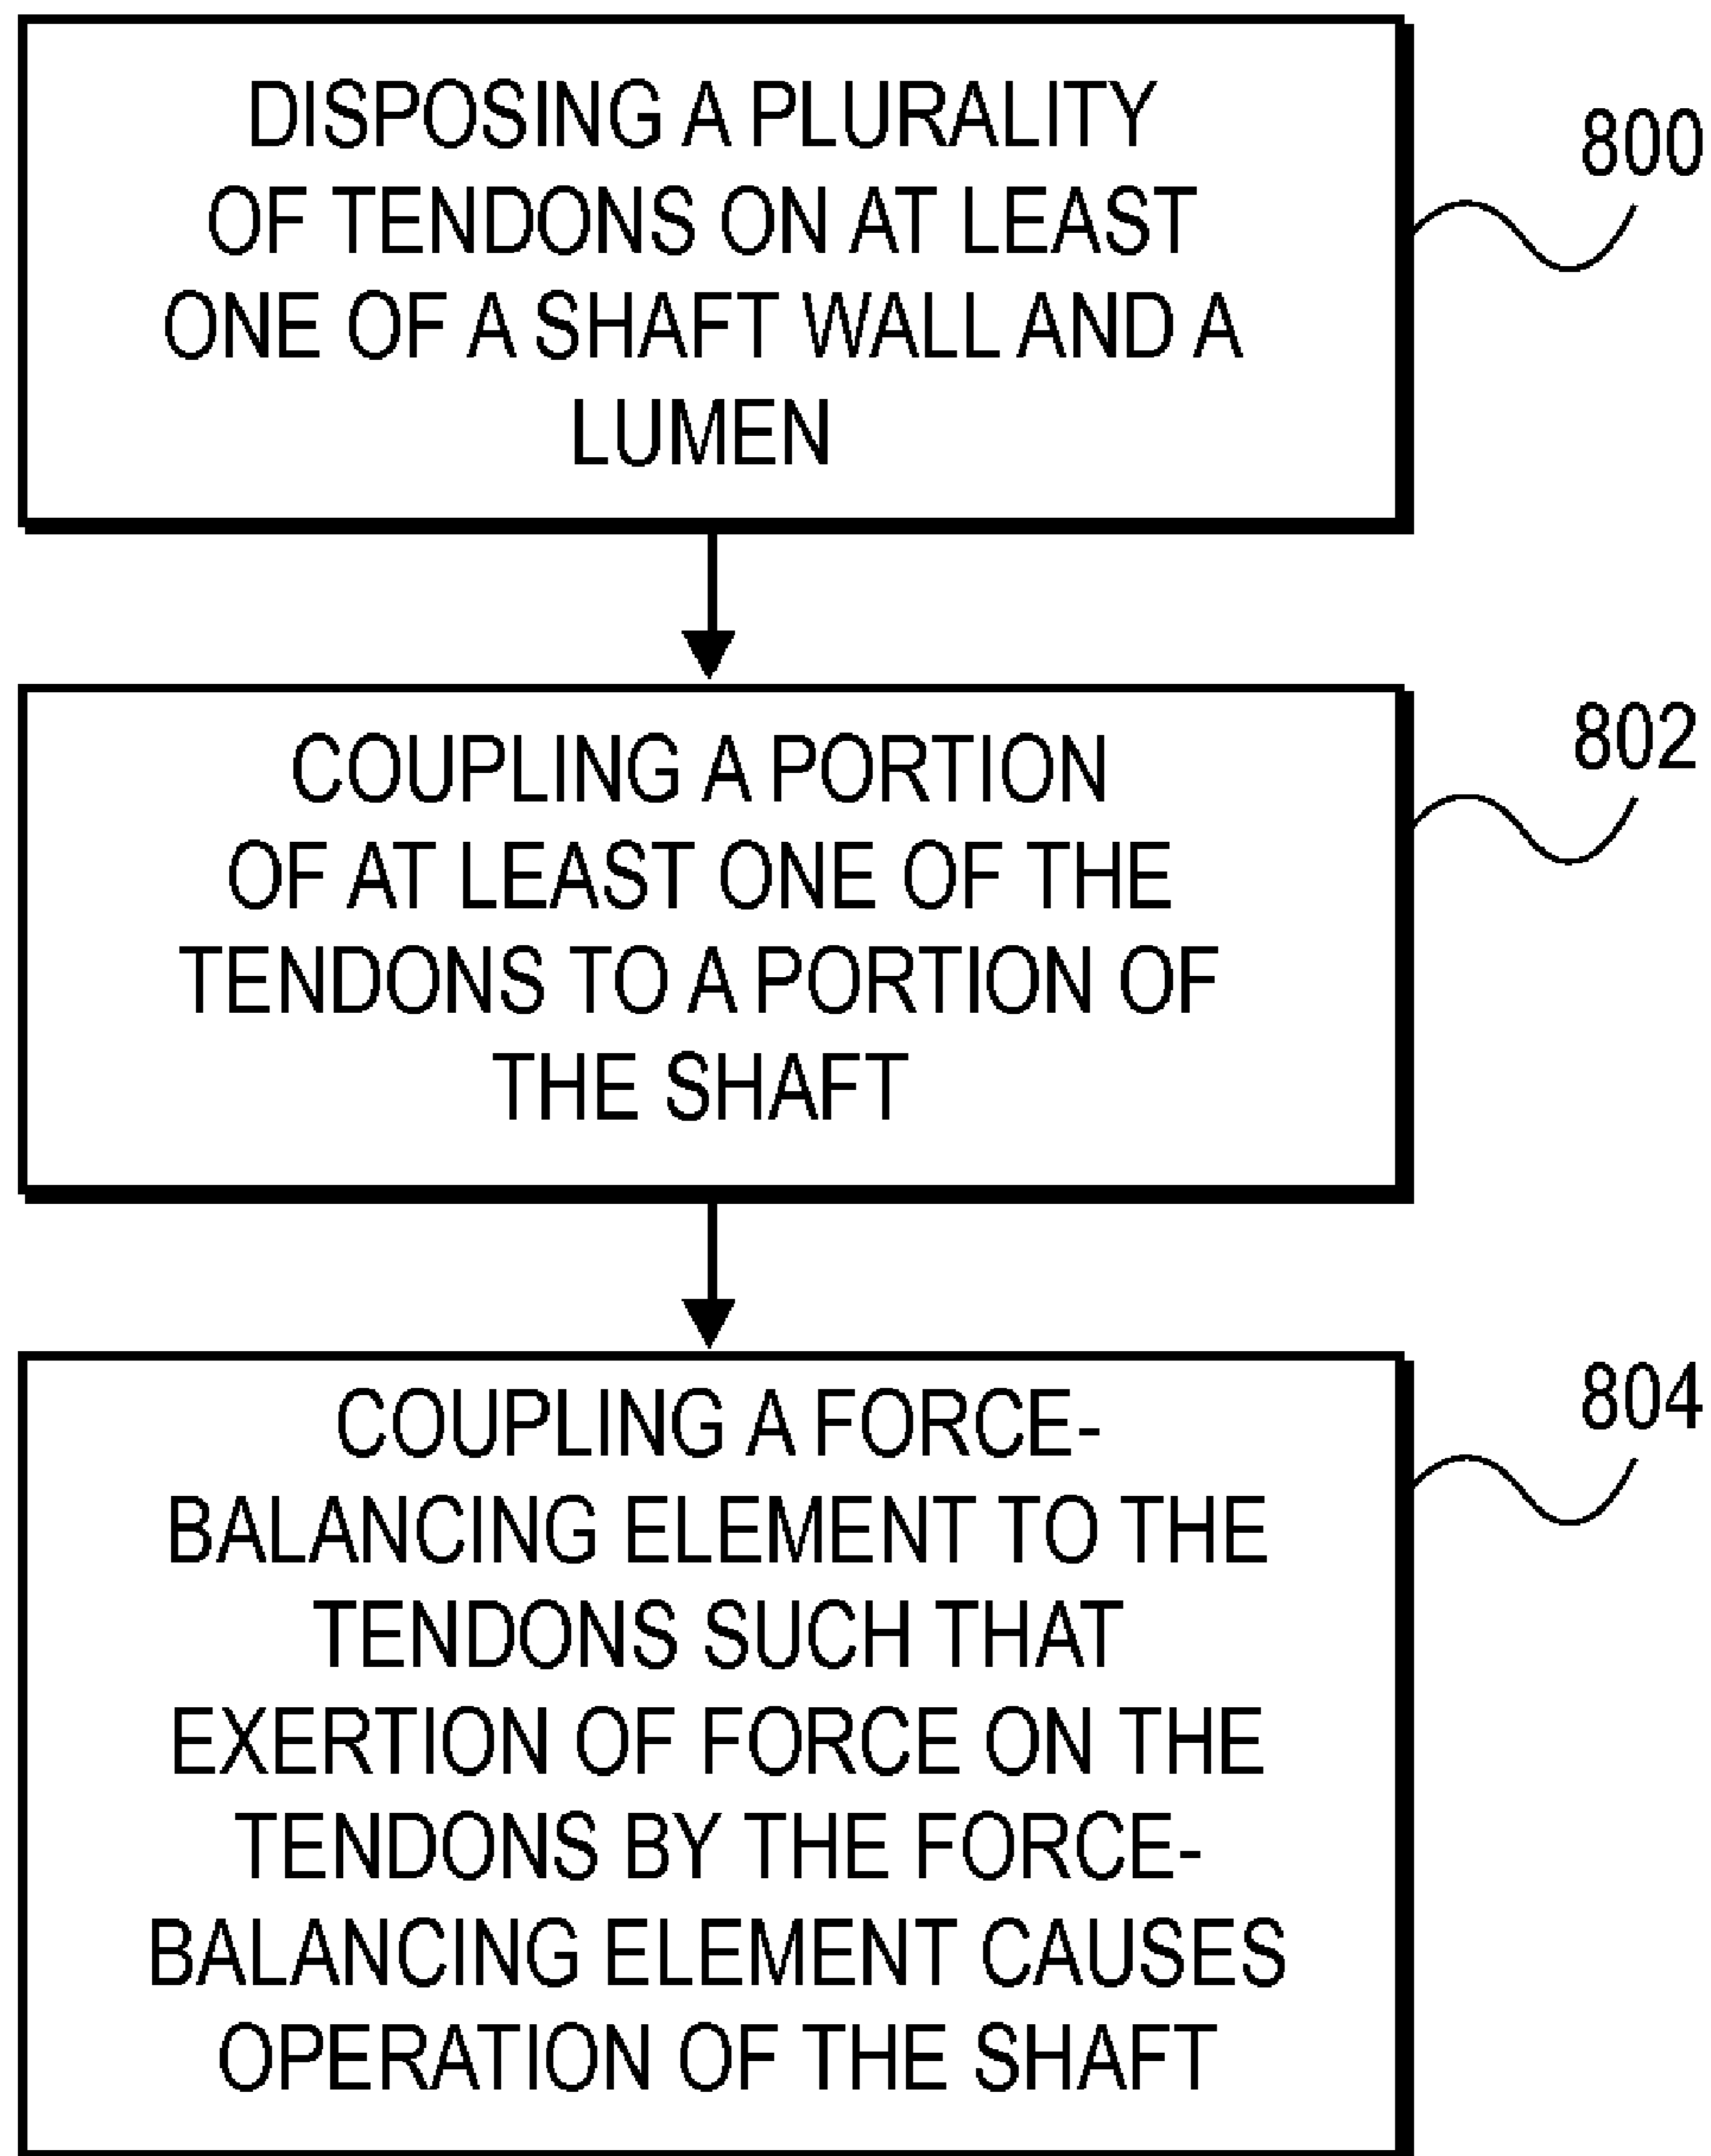 DISPOSING A PLURALITY
OF TENDONS ON AT LEAST
ONE OF A SHAFT WALL AND A
LUMEN
800
COUPLING A PORTION
OF AT LEAST ONE OF THE
TENDONS TO A PORTION OF
THE SHAFT
802
COUPLING A FORCE-
BALANCING ELEMENT TO THE
TENDONS SUCH THAT
EXERTION OF FORCE ON THE
TENDONS BY THE FORCE-
BALANCING ELEMENT CAUSES
OPERATION OF THE SHAFT
804